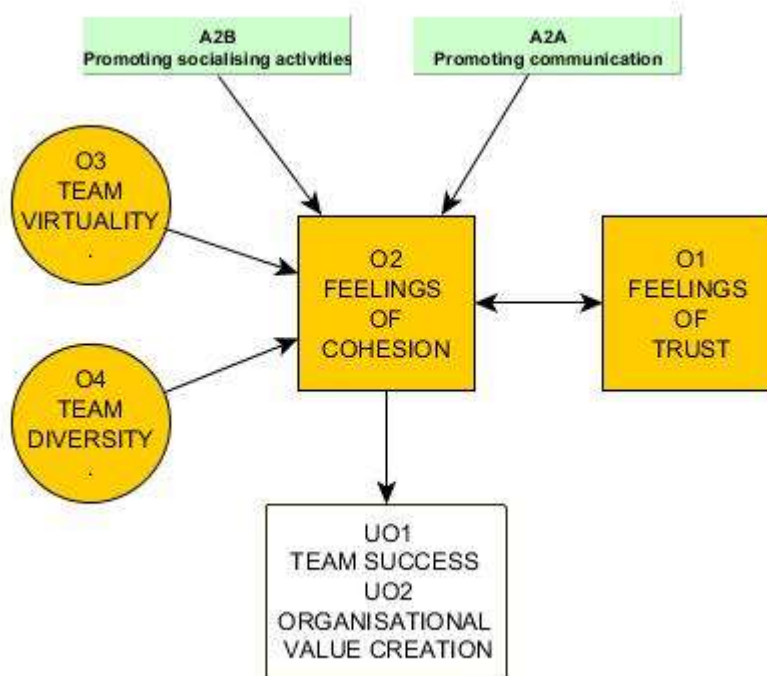 A2B
Promoting socialising activities
A2A
Promoting communication
O3
TEAM
VIRTUALITY
.
O2
FEELINGS
OF
COHESION
O1
FEELINGS
OF
TRUST
O4
TEAM
DIVERSITY
.
UO1
TEAM SUCCESS
UO2
ORGANISATIONAL
VALUE CREATION